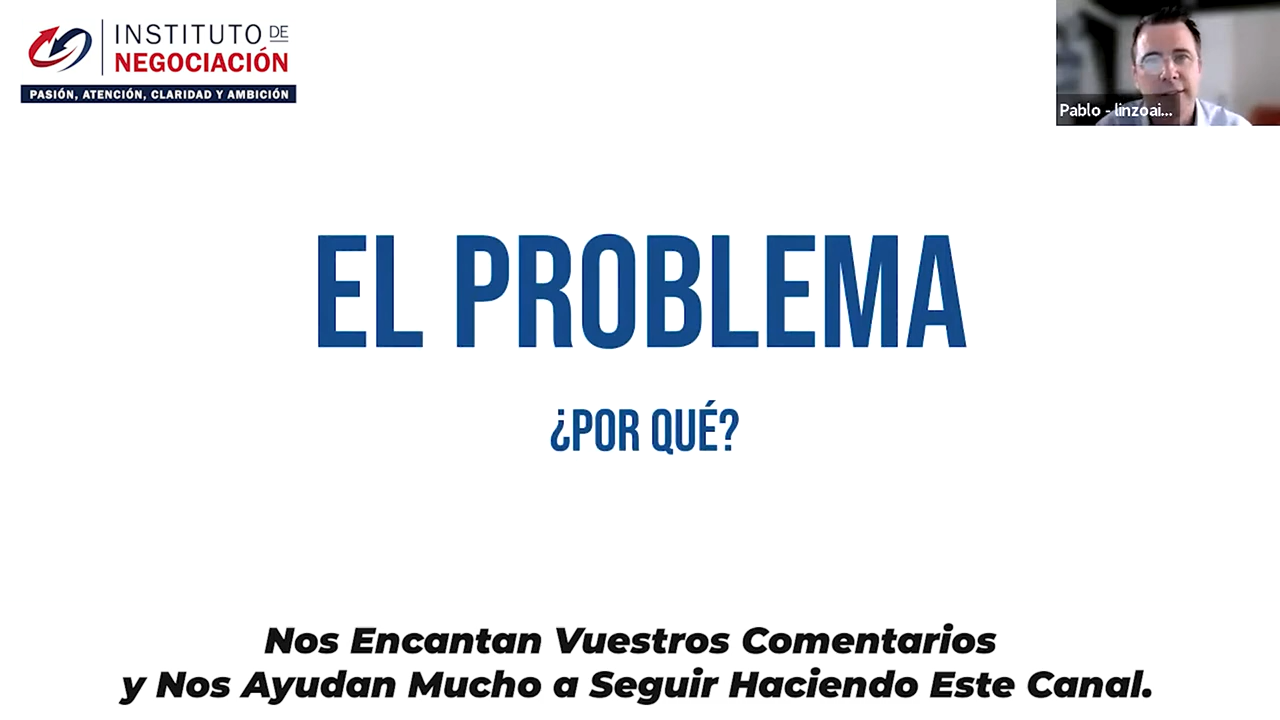 INSTITUTO DE
NEGOCIACIÓN
PASIÓN, ATENCIÓN, CLARIDAD Y AMBICIÓN
Pablo - linzoai...
EL PROBLEMA
¿POR QUÉ?
Nos Encantan Vuestros Comentarios
y Nos Ayudan Mucho a Seguir Haciendo Este Canal.